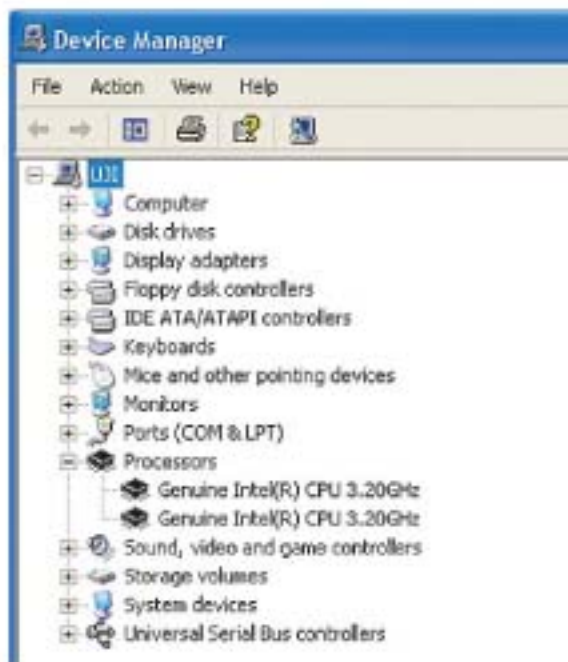 Device Manager
File Action View Help
Computer
Disk drives
Display adapters
Floppy disk controllers
IDE ATA/ATAPI controllers
Keyboards
Mice and other pointing devices
Monitors
Ports (COM & LPT)
Processors
Genuine Intel(R) CPU 3.20GHz
Genuine Intel(R) CPU 3.20GHz
Sound, video and game controllers
Storage volumes
System devices
Universal Serial Bus controllers